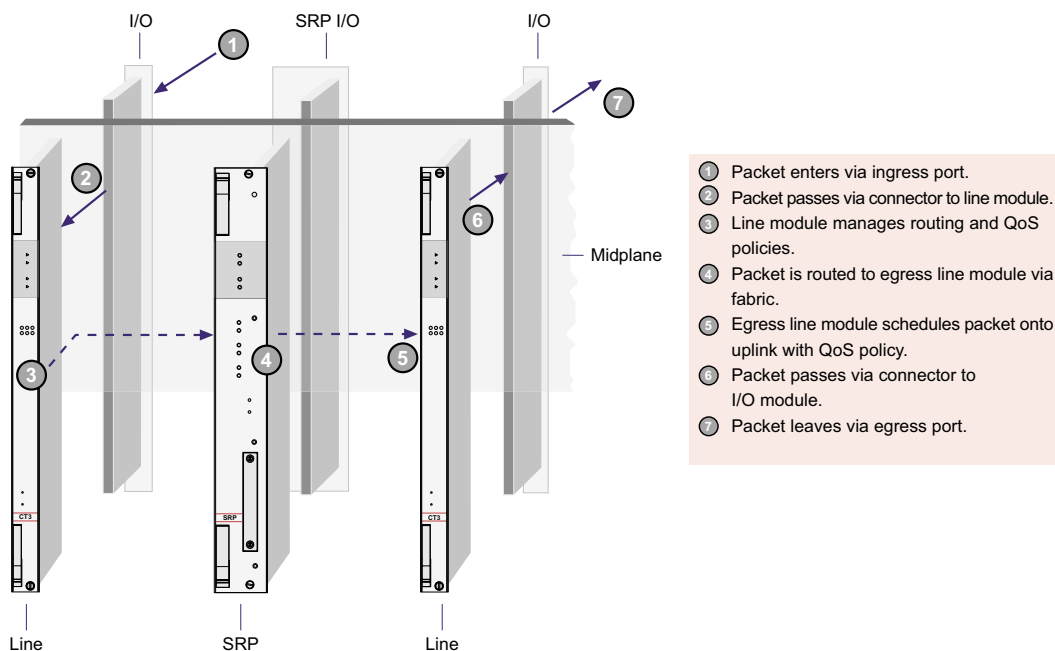 I/O
SRP I/O
I/O
1
7
2
6
Midplane
3
4
5
CT3
SRP
CT3
Line
SRP
Line
1 Packet enters via ingress port.
2 Packet passes via connector to line module.
3 Line module manages routing and QoS
policies.
4 Packet is routed to egress line module via
fabric.
5 Egress line module schedules packet onto
uplink with QoS policy.
6 Packet passes via connector to
I/O module.
7 Packet leaves via egress port.